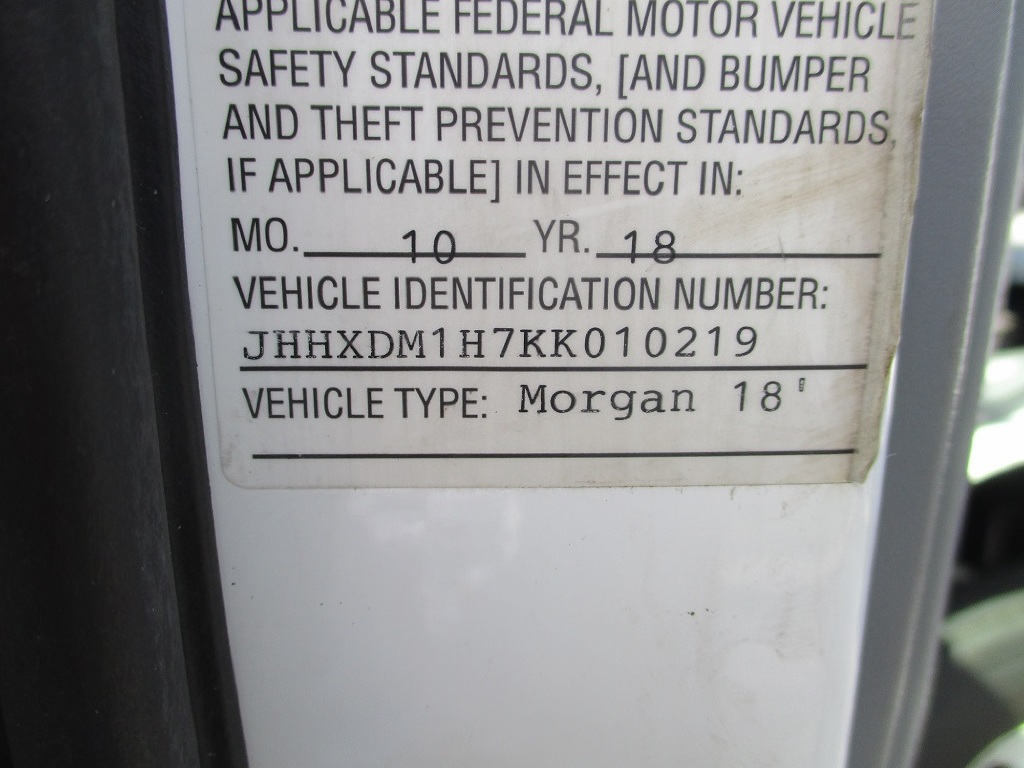 APPLICABLE FEDERAL MOTOR VEHICLE
SAFETY STANDARDS, [AND BUMPER
AND THEFT PREVENTION STANDARDS,
IF APPLICABLE] IN EFFECT IN:
MO. 10 YR. 18
VEHICLE IDENTIFICATION NUMBER:
JHHXDM1H7KK010219
VEHICLE TYPE: Morgan 18'